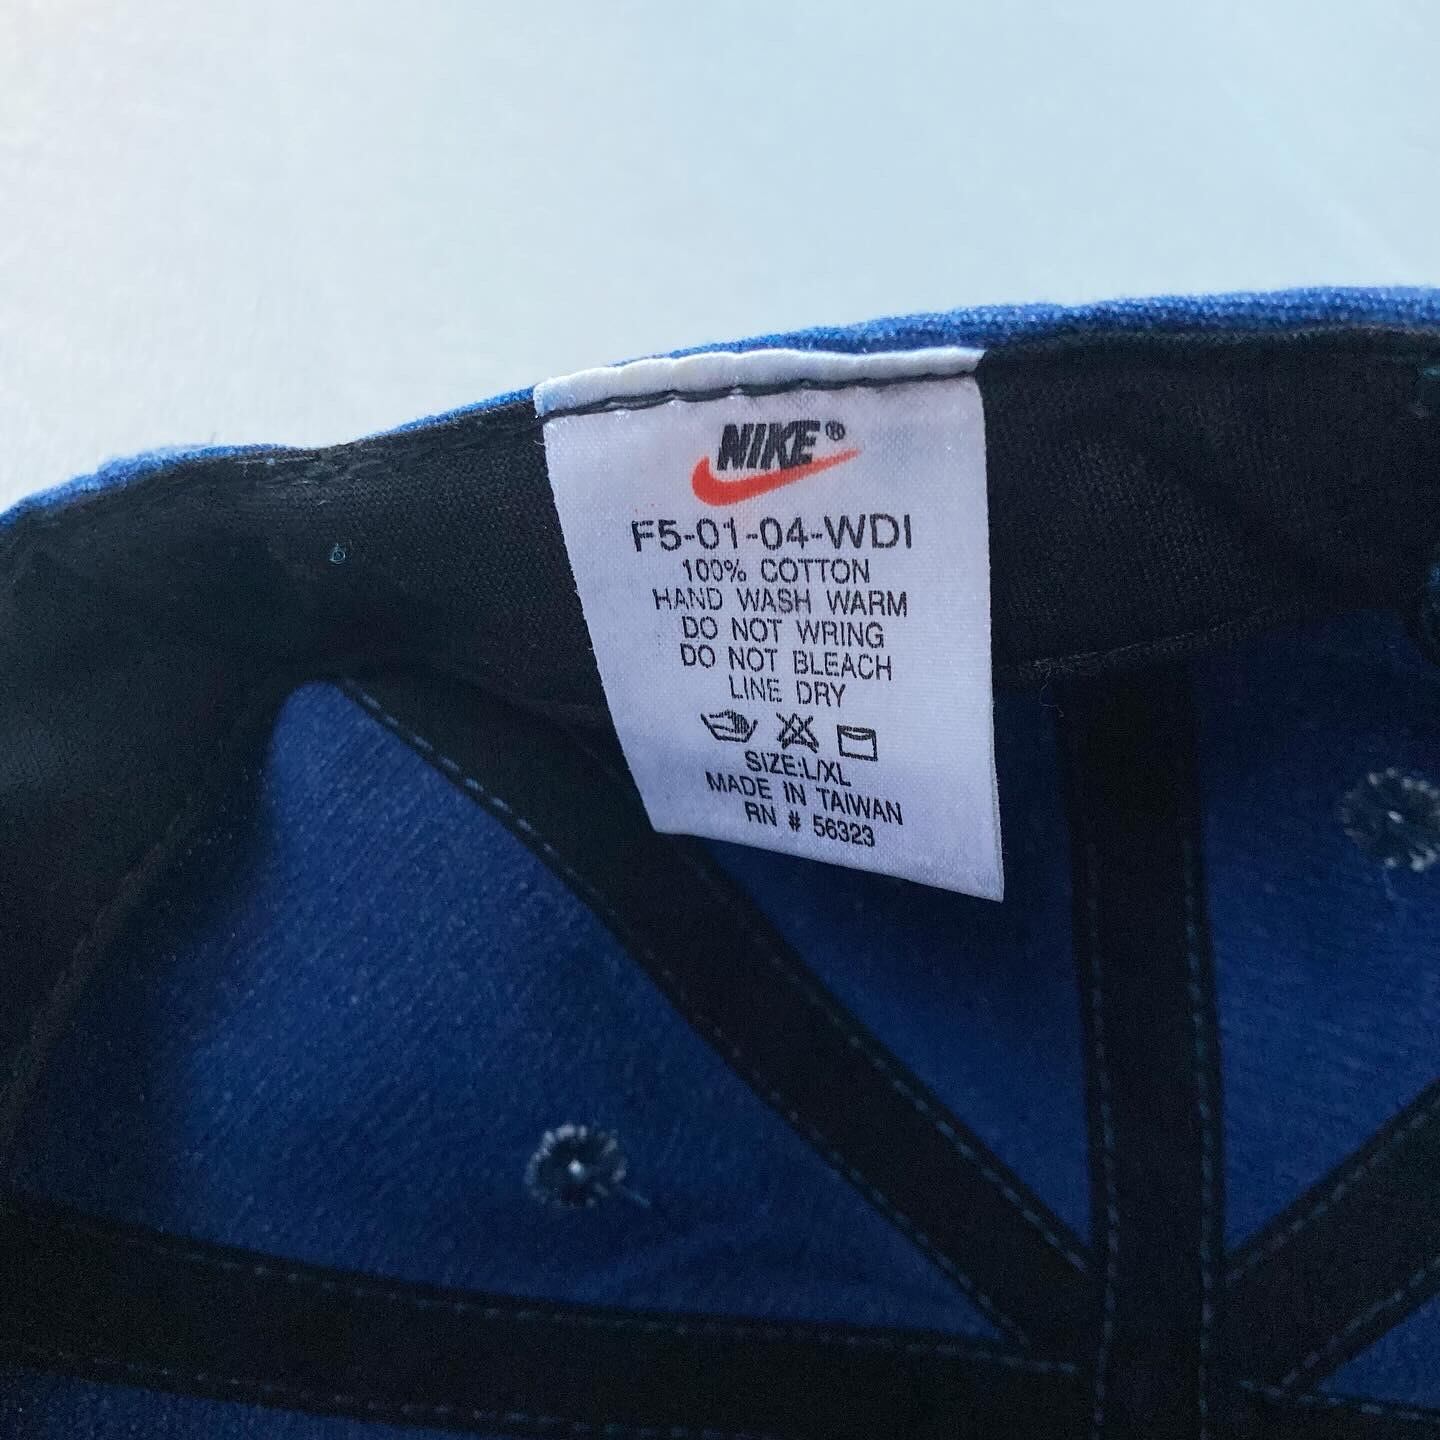 NIKE®
F5-01-04-WDI
100% COTTON
HAND WASH WARM
DO NOT WRING
DO NOT BLEACH
LINE DRY
SIZE:L/XL
MADE IN TAIWAN
RN # 56323